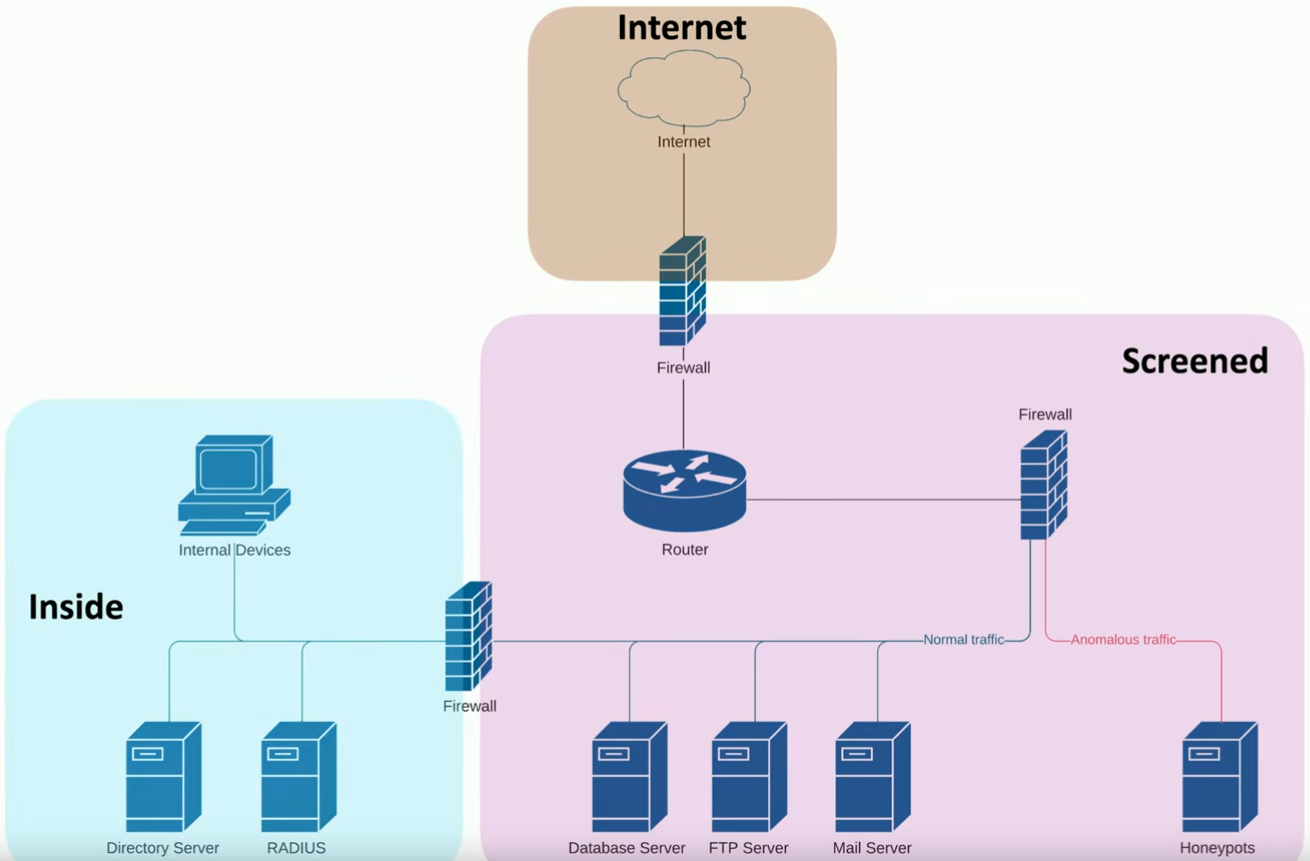 Internet
Internet
Firewall
Screened
Firewall
Router
Internal Devices
Inside
Normal traffic
Anomalous traffic
Firewall
Directory Server
RADIUS
Database Server
FTP Server
Mail Server
Honeypots